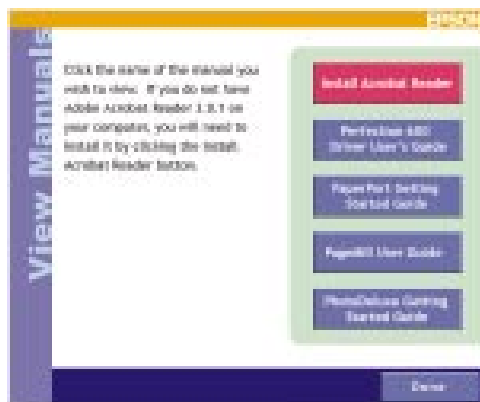 EPSON
View Manuals
Click the name of the manual you
wish to view. If you do not have
Adobe Acrobat Reader 3.0.1 on
your computer, you will need to
install it by clicking the Install
Acrobat Reader button.
Install Acrobat Reader
Perfection 610
Driver User's Guide
PaperPort Getting
Started Guide
User Guide
PhotoDeluxe Getting
Started Guide
Done